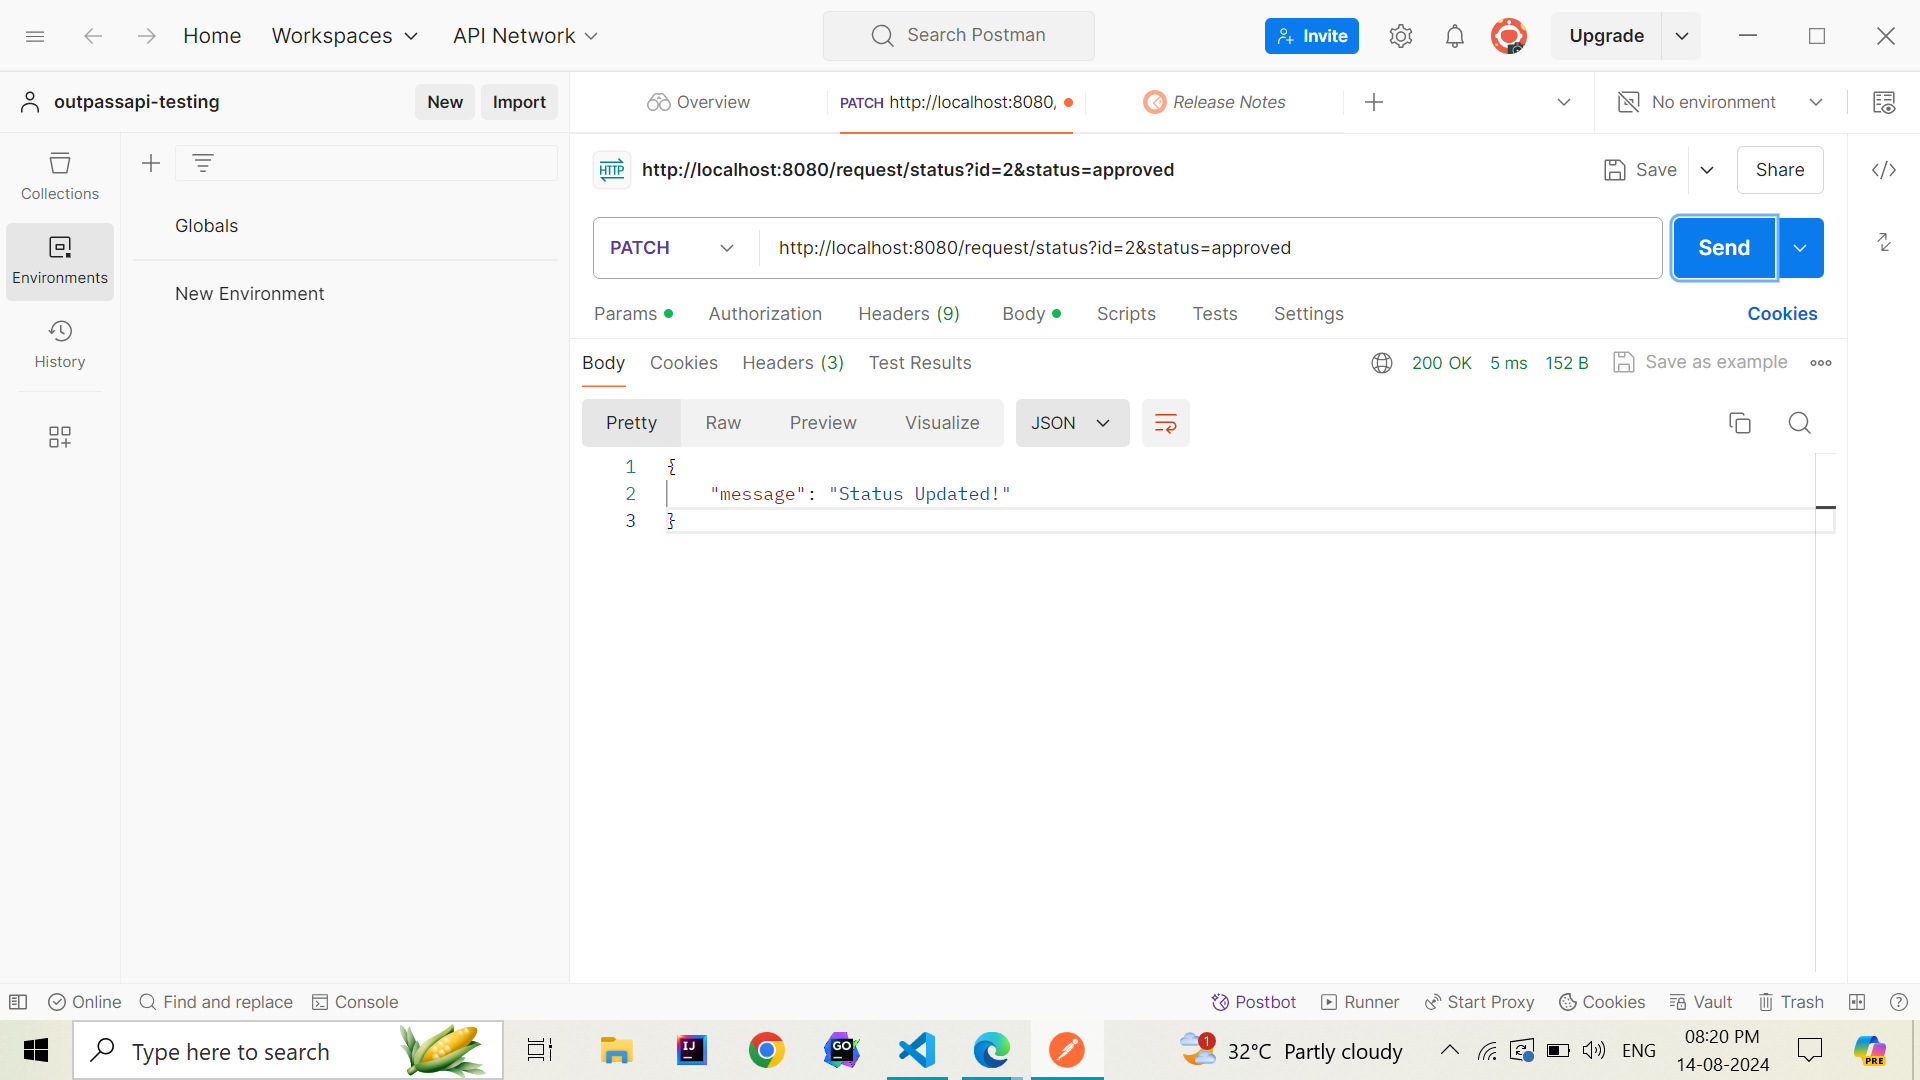 Home
Workspaces
API Network
Search Postman
Invite
Upgrade
outpassapi-testing
New
Import
Overview
PATCH http://localhost:8080/
Release Notes
No environment
Collections
Environments
History
Globals
New Environment
HTTP
http://localhost:8080/request/status?id=2&status=approved
Save
Share
PATCH
http://localhost:8080/request/status?id=2&status=approved
Send
Params
Authorization
Headers (9)
Body
Scripts
Tests
Settings
Cookies
Body
Cookies
Headers (3)
Test Results
200 OK
5 ms
152 B
Save as example
Pretty
Raw
Preview
Visualize
JSON
1 {
2 "message": "Status Updated!"
3 }
Online
Find and replace
Console
Postbot
Runner
Start Proxy
Cookies
Vault
Trash
Type here to search
IJ
GO
1
32°C Partly cloudy
ENG
08:20 PM
14-08-2024
PRE